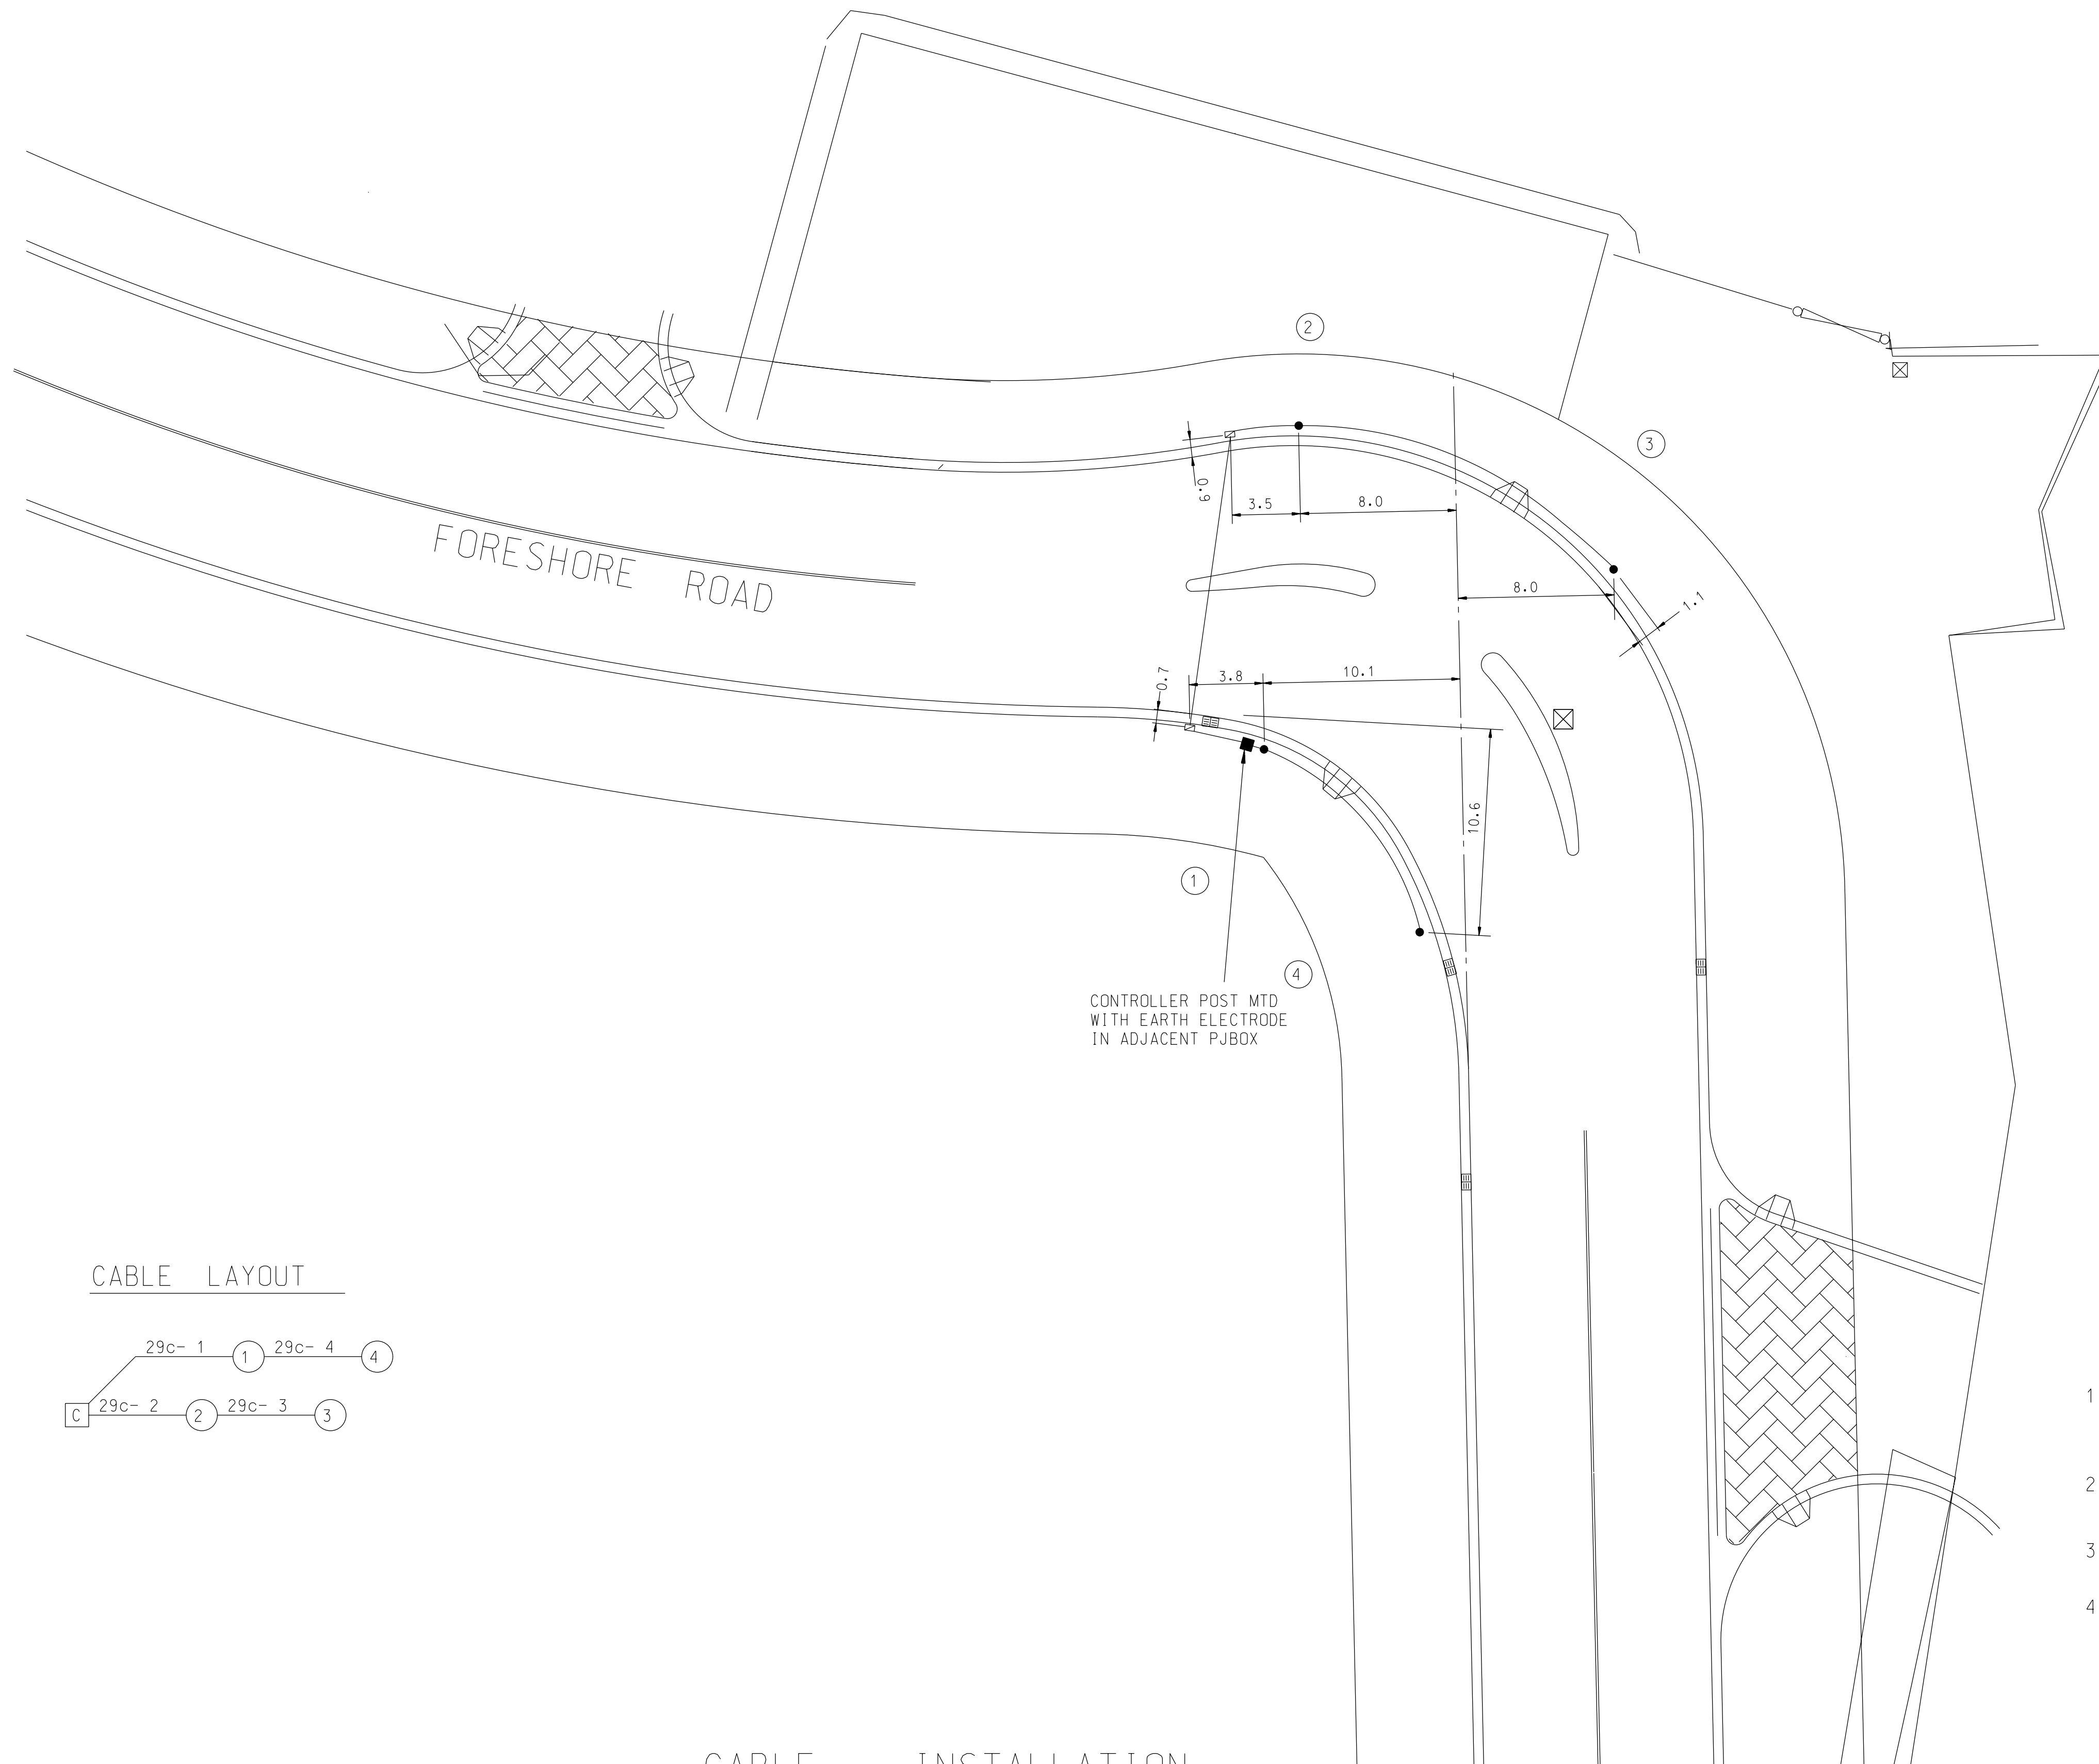 2
3
6.0
3.5
8.0
8.0
1.1
FORESHORE ROAD
0.7
3.8
10.1
10.6
1
4
CONTROLLER POST MTD
WITH EARTH ELECTRODE
IN ADJACENT PJBOX
CABLE LAYOUT
29c- 1
1
29c- 4
4
C
29c- 2
2
29c- 3
3
1
2
3
4
CABLE INSTALLATION